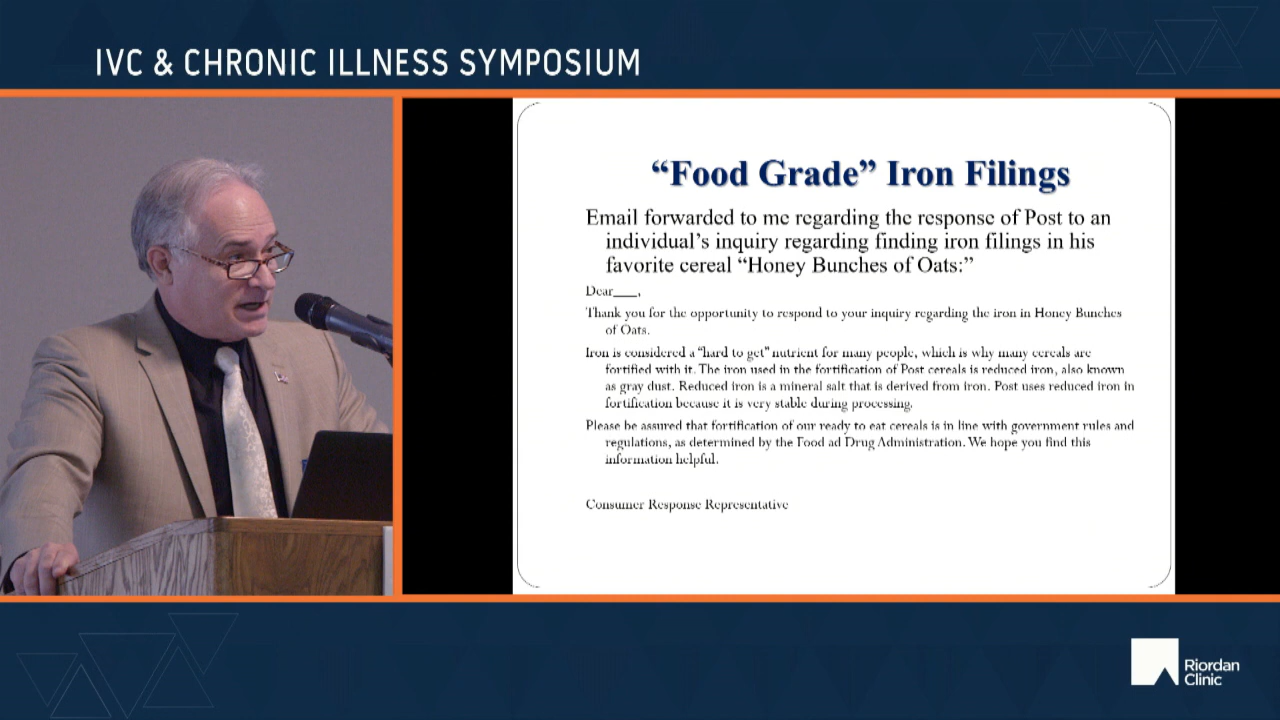 IVC & CHRONIC ILLNESS SYMPOSIUM
“Food Grade” Iron Filings
Email forwarded to me regarding the response of Post to an
individual’s inquiry regarding finding iron filings in his
favorite cereal “Honey Bunches of Oats:”
Dear___,
Thank you for the opportunity to respond to your inquiry regarding the iron in Honey Bunches
of Oats.
Iron is considered a “hard to get” nutrient for many people, which is why many cereals are
fortified with it. The iron used in the fortification of Post cereals is reduced iron, also known
as gray dust. Reduced iron is a mineral salt that is derived from iron. Post uses reduced iron in
fortification because it is very stable during processing.
Please be assured that fortification of our ready to eat cereals is in line with government rules and
regulations, as determined by the Food ad Drug Administration. We hope you find this
information helpful.
Consumer Response Representative
Riordan
Clinic